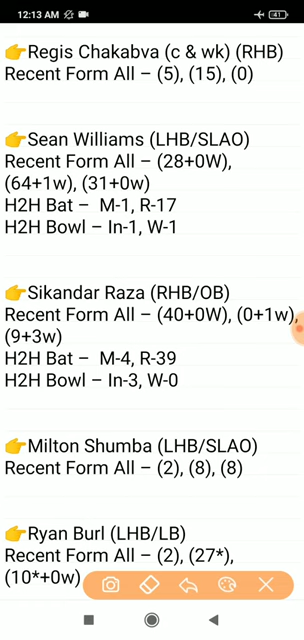 12:13 AM
41
👉Regis Chakabva (c & wk) (RHB)
Recent Form All – (5), (15), (0)
👉Sean Williams (LHB/SLAO)
Recent Form All – (28+0W),
(64+1w), (31+0w)
H2H Bat – M-1, R-17
H2H Bowl – In-1, W-1
👉Sikandar Raza (RHB/OB)
Recent Form All – (40+0W), (0+1w),
(9+3w)
H2H Bat – M-4, R-39
H2H Bowl – In-3, W-0
👉Milton Shumba (LHB/SLAO)
Recent Form All – (2), (8), (8)
👉Ryan Burl (LHB/LB)
Recent Form All – (2), (27*),
(10*+0w)